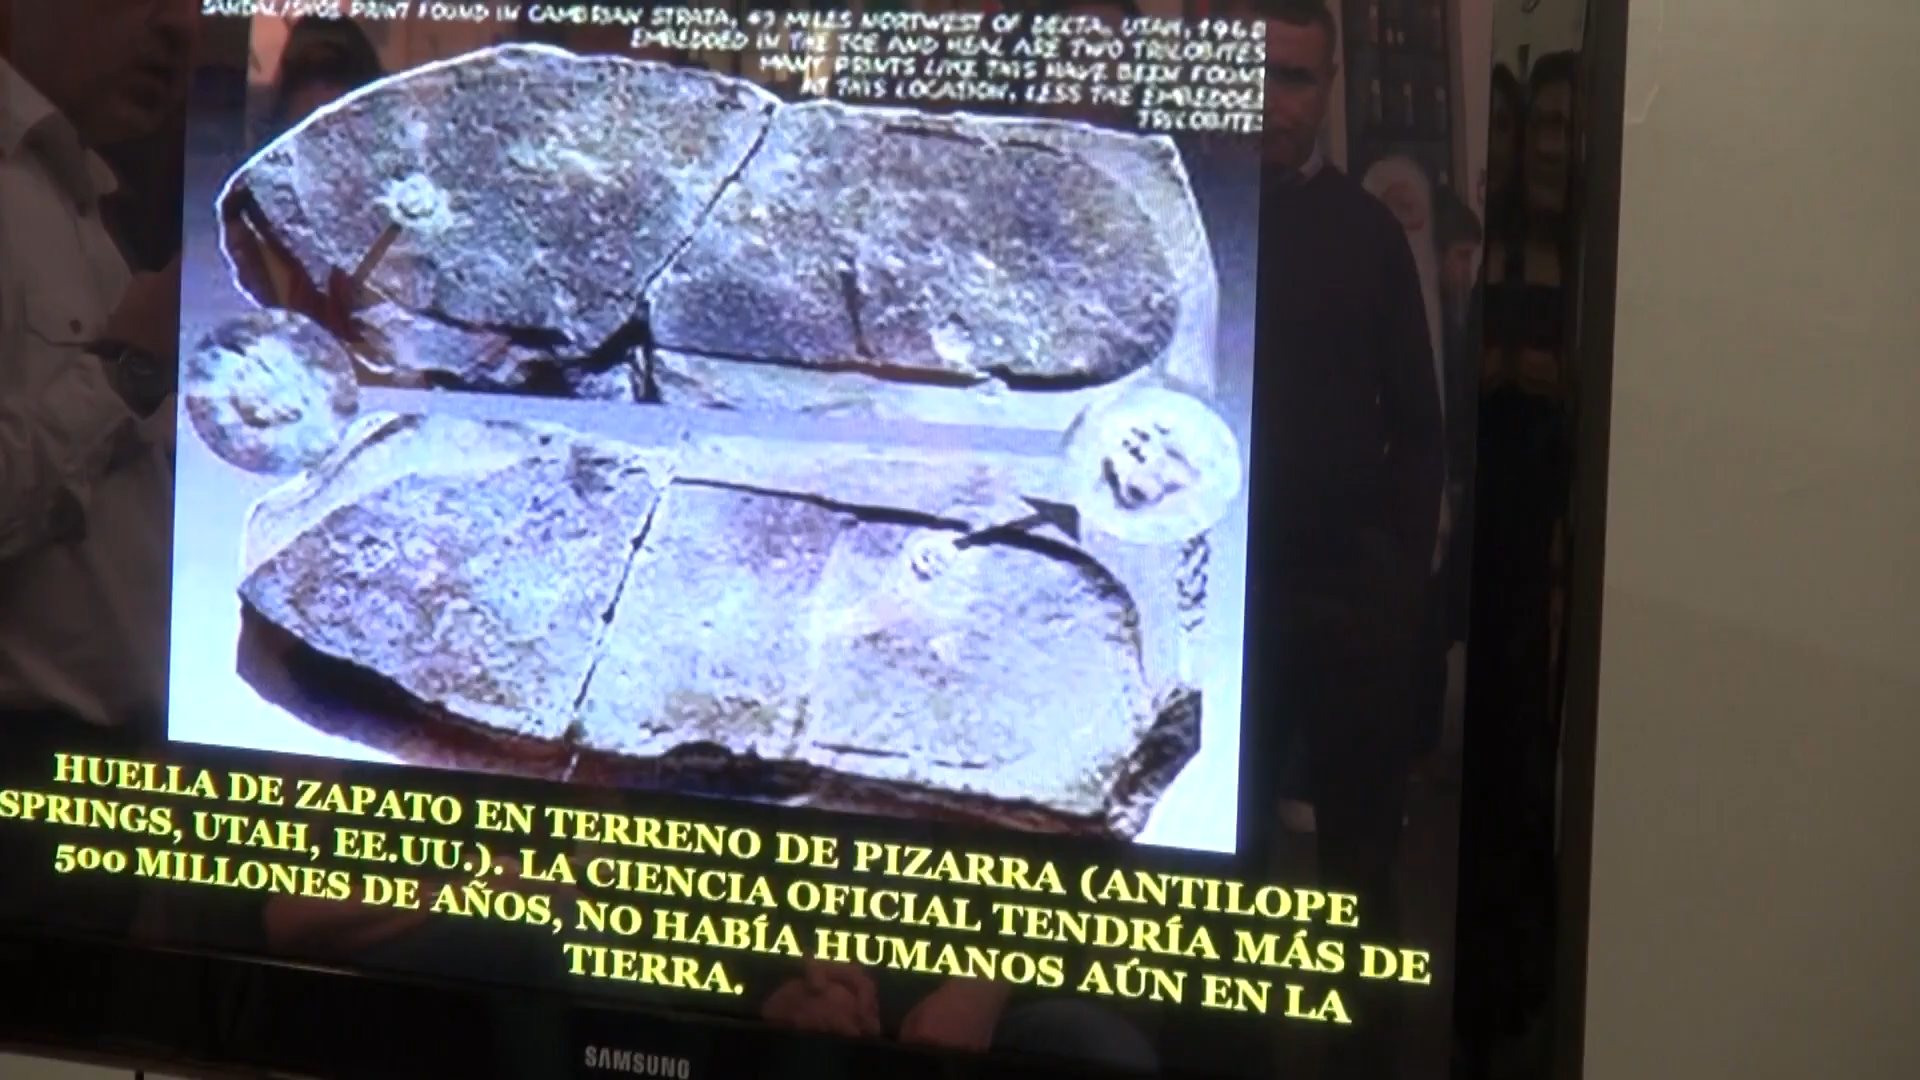 SANDAL/SHOE PRINT FOUND IN CAMBRIAN STRATA, 43 MILES NORTWEST OF DELTA, UTAH, 1968
EMBEDDED IN THE TOE AND HEAL ARE TWO TRILOBITES
MANY PRINTS LIKE THIS HAVE BEEN FOUN
AT THIS LOCATION, LESS THE EMBEDDE
TRILOBITES
HUELLA DE ZAPATO EN TERRENO DE PIZARRA (ANTILOPE
SPRINGS, UTAH, EE.UU.). LA CIENCIA OFICIAL TENDRÍA MÁS DE
500 MILLONES DE AÑOS, NO HABÍA HUMANOS AÚN EN LA
TIERRA.
SAMSUNG